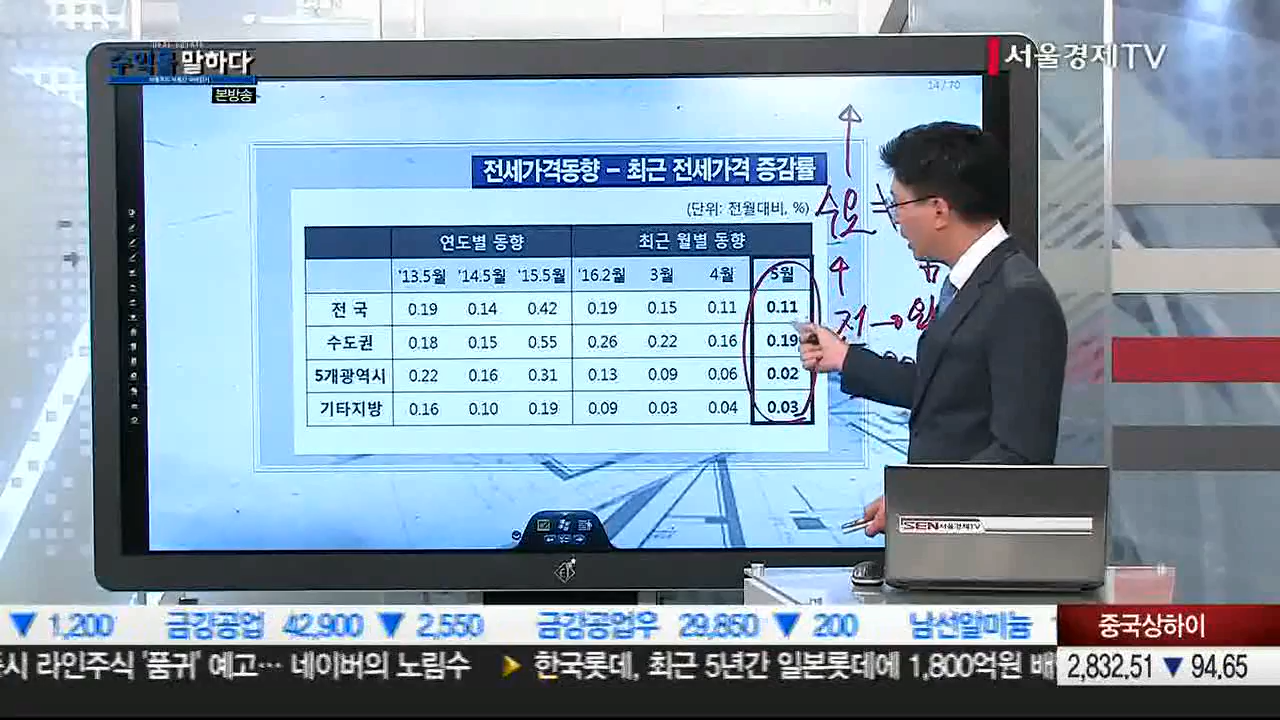 수익을 말하다
본방송
서울경제TV
14 / 70
전세가격동향 – 최근 전세가격 증감률
(단위: 전월대비, %)
수요
연도별 동향 최근 월별 동향
'13.5월 '14.5월 '15.5월 '16.2월 3월 4월 5월
전 국 0.19 0.14 0.42 0.19 0.15 0.11 0.11
수도권 0.18 0.15 0.55 0.26 0.22 0.16 0.19
5개광역시 0.22 0.16 0.31 0.13 0.09 0.06 0.02
기타지방 0.16 0.10 0.19 0.09 0.03 0.04 0.03
전→
SEN서울경제TV
▼ 1,200 금강공업 42,900 ▼ 2,550 금강공업우 29,850 ▼ 200 남선알미늄
중국상하이
라인주식 '품귀' 예고… 네이버의 노림수 한국롯데, 최근 5년간 일본롯데에 1,800억원
2,832.51 ▼ 94.65